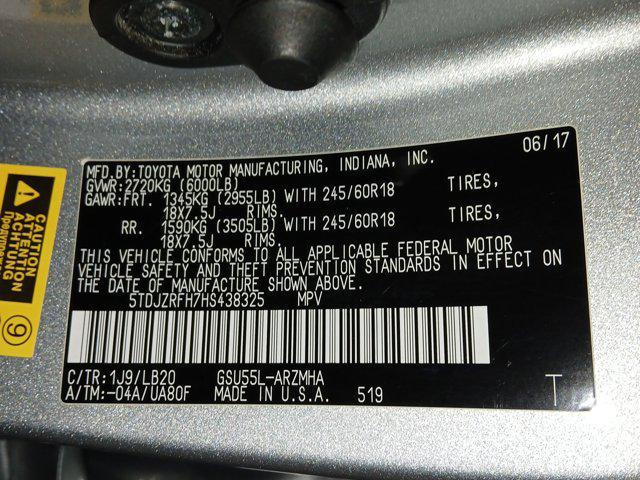 MFD.BY:TOYOTA MOTOR MANUFACTURING, INDIANA, INC. 06/17
GVWR:2720KG (6000LB)
GAWR:FRT. 1345KG (2955LB) WITH 245/60R18 TIRES,
18X7.5J RIMS.
RR. 1590KG (3505LB) WITH 245/60R18 TIRES,
18X7.5J RIMS.
THIS VEHICLE CONFORMS TO ALL APPLICABLE FEDERAL MOTOR
VEHICLE SAFETY AND THEFT PREVENTION STANDARDS IN EFFECT ON
THE DATE OF MANUFACTURE SHOWN ABOVE.
5TDJZRFH7HS438325 MPV
C/TR:1J9/LB20 GSU55L-ARZMHA
A/TM:-04A/UA80F MADE IN U.S.A. 519 T
CAUTION
ATTENTION
9